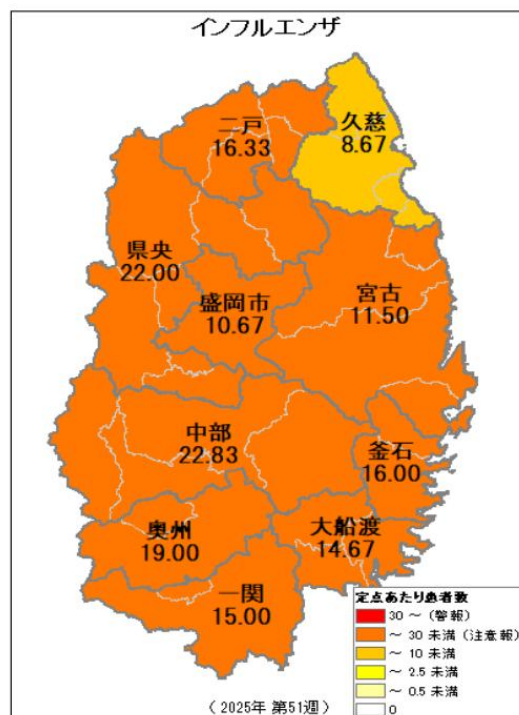 インフルエンザ
二戸
16.33
久慈
8.67
県央
22.00
盛岡市
10.67
宮古
11.50
中部
22.83
釜石
16.00
奥州
19.00
大船渡
14.67
一関
15.00
定点あたり患者数
30 ～ (警報)
～ 30 未満 (注意報)
～ 10 未満
～ 2.5 未満
～ 0.5 未満
0
( 2025年 第51週 )